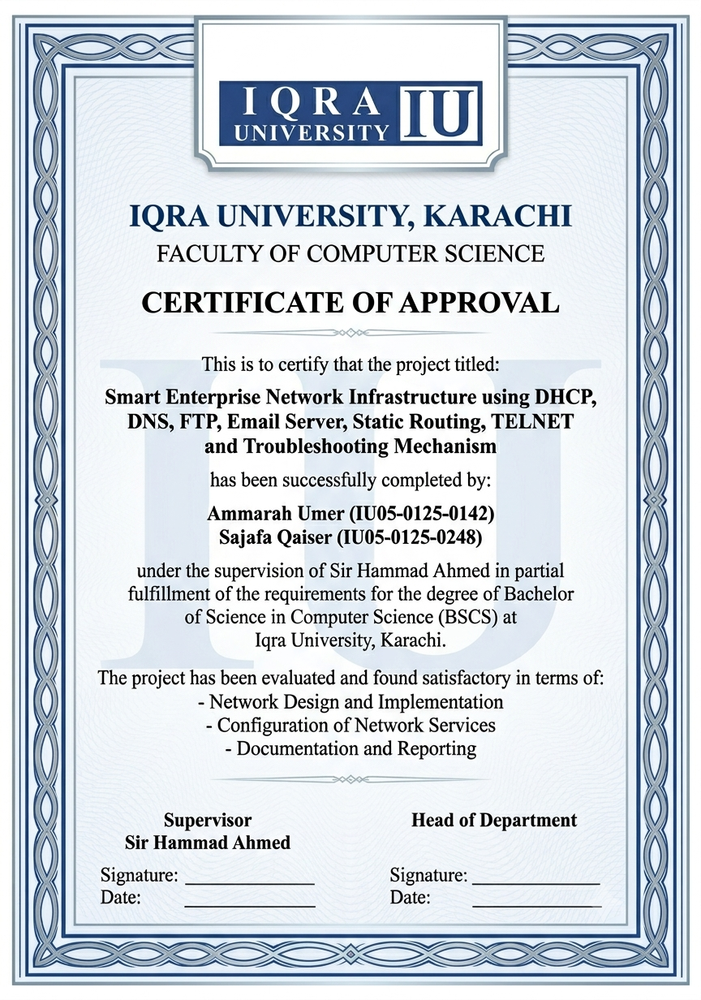 IQRA
UNIVERSITY
IU
IQRA UNIVERSITY, KARACHI
FACULTY OF COMPUTER SCIENCE
CERTIFICATE OF APPROVAL
This is to certify that the project titled:
Smart Enterprise Network Infrastructure using DHCP,
DNS, FTP, Email Server, Static Routing, TELNET
and Troubleshooting Mechanism
has been successfully completed by:
Ammarah Umer (IU05-0125-0142)
Sajafa Qaiser (IU05-0125-0248)
under the supervision of Sir Hammad Ahmed in partial
fulfillment of the requirements for the degree of Bachelor
of Science in Computer Science (BSCS) at
Iqra University, Karachi.
The project has been evaluated and found satisfactory in terms of:
- Network Design and Implementation
- Configuration of Network Services
- Documentation and Reporting
Supervisor
Sir Hammad Ahmed
Signature:
Date:
Head of Department
Signature:
Date:
IU